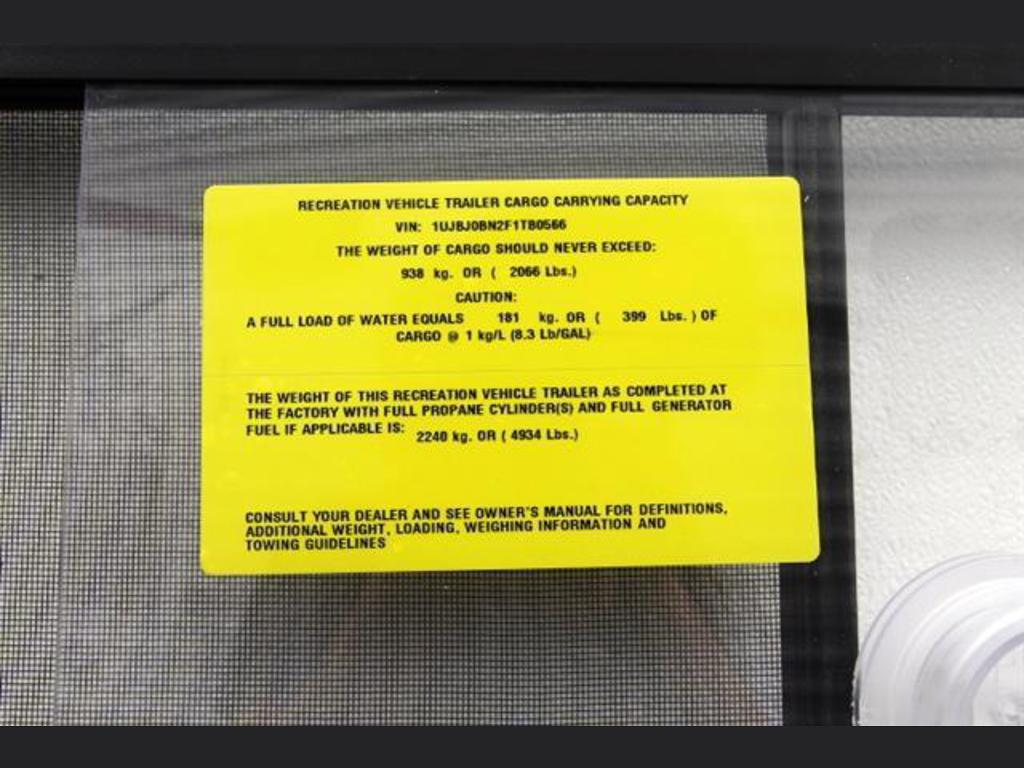 RECREATION VEHICLE TRAILER CARGO CARRYING CAPACITY
VIN: 1UJBJ0BN2F1TB0566
THE WEIGHT OF CARGO SHOULD NEVER EXCEED:
938 kg. OR ( 2066 Lbs.)
CAUTION:
A FULL LOAD OF WATER EQUALS 181 kg. OR ( 399 Lbs. ) OF
CARGO @ 1 kg/L (8.3 Lb/GAL)
THE WEIGHT OF THIS RECREATION VEHICLE TRAILER AS COMPLETED AT
THE FACTORY WITH FULL PROPANE CYLINDER(S) AND FULL GENERATOR
FUEL IF APPLICABLE IS: 2240 kg. OR ( 4934 Lbs.)
CONSULT YOUR DEALER AND SEE OWNER'S MANUAL FOR DEFINITIONS,
ADDITIONAL WEIGHT, LOADING, WEIGHING INFORMATION AND
TOWING GUIDELINES